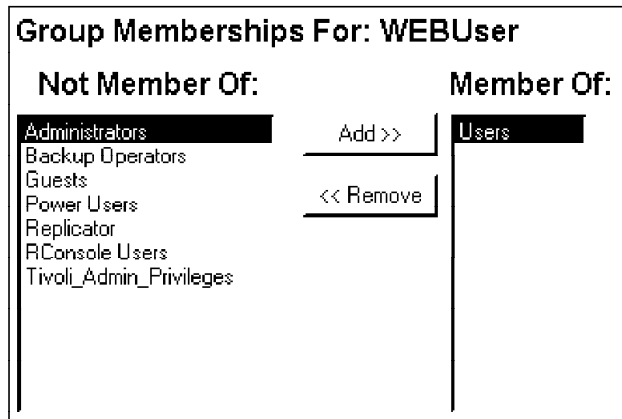 Group Memberships For: WEBUser
Not Member Of:
Member Of:
Administrators
Backup Operators
Guests
Power Users
Replicator
RConsole Users
Tivoli_Admin_Privileges
Add >>
<< Remove
Users